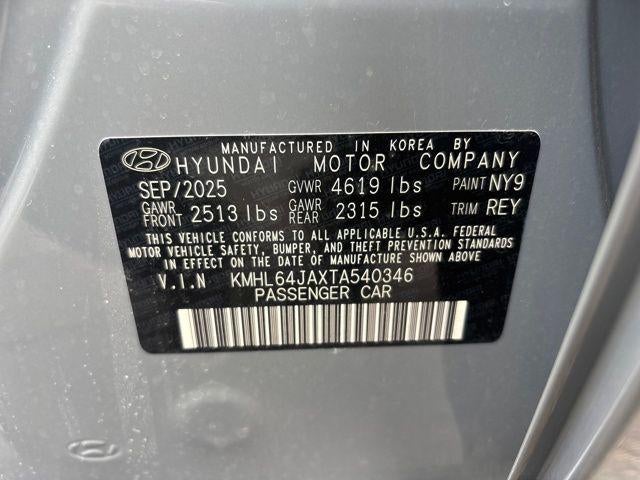 MANUFACTURED IN KOREA BY
HYUNDAI MOTOR COMPANY
SEP/2025 GVWR 4619 lbs PAINT NY9
GAWR FRONT 2513 lbs GAWR REAR 2315 lbs TRIM REY
THIS VEHICLE CONFORMS TO ALL APPLICABLE U.S.A. FEDERAL
MOTOR VEHICLE SAFETY, BUMPER, AND THEFT PREVENTION STANDARDS
IN EFFECT ON THE DATE OF MANUFACTURE SHOWN ABOVE
V.I.N KMHL64JAXTA540346
PASSENGER CAR